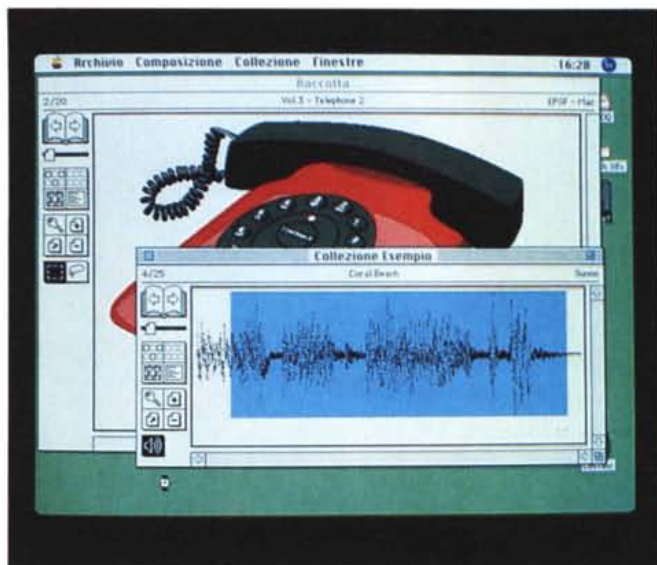 Archivio Composizione Collezione Finestre 16:28
Raccolta
2/20 Vol.3 - Telephone 2 EPSF - Mac
Collezione Esempio
4/25 Coral Beach Suono